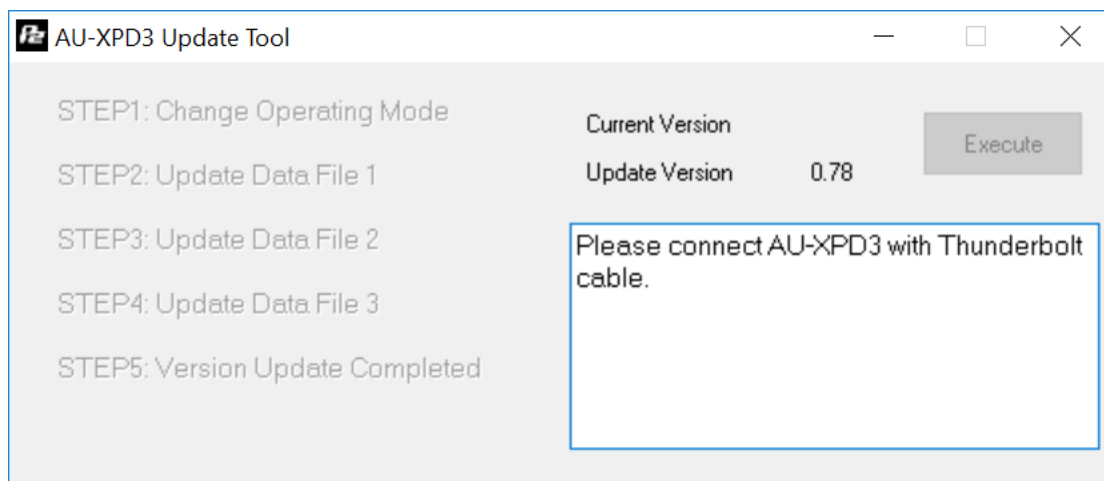 P2 AU-XPD3 Update Tool
STEP1: Change Operating Mode
STEP2: Update Data File 1
STEP3: Update Data File 2
STEP4: Update Data File 3
STEP5: Version Update Completed
Current Version
Update Version 0.78
Execute
Please connect AU-XPD3 with Thunderbolt
cable.